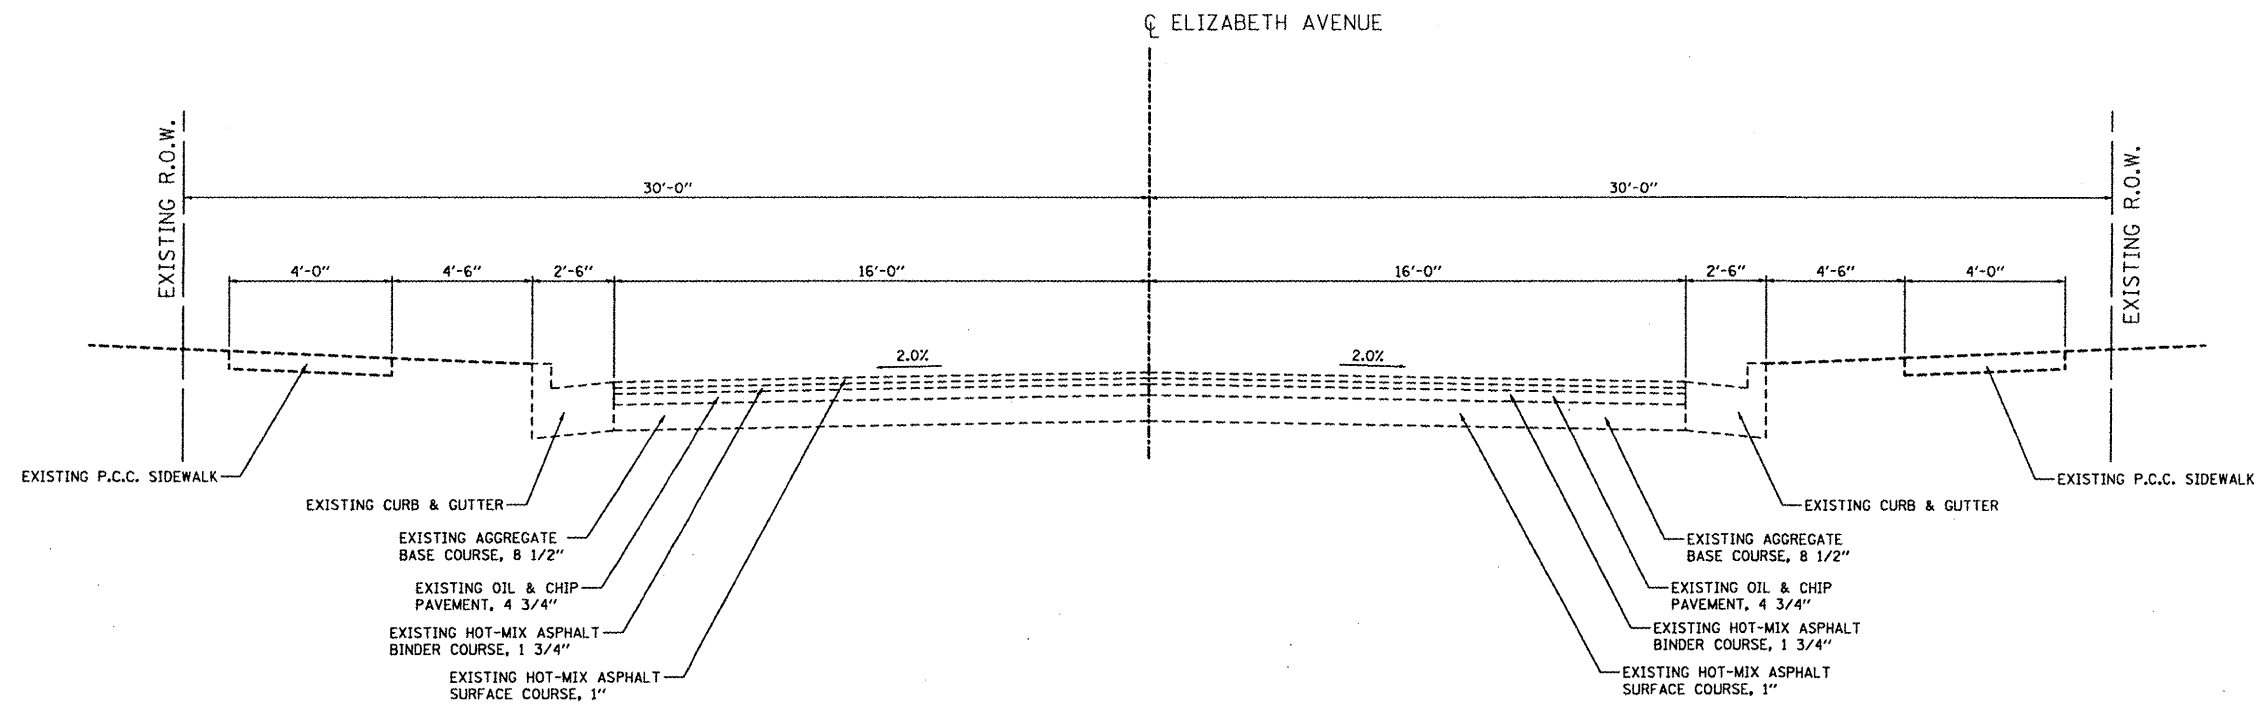 ℄ ELIZABETH AVENUE
EXISTING R.O.W.
EXISTING R.O.W.
30'-0"
30'-0"
4'-0"
4'-6"
2'-6"
16'-0"
16'-0"
2'-6"
4'-6"
4'-0"
2.0%
2.0%
EXISTING P.C.C. SIDEWALK
EXISTING CURB & GUTTER
EXISTING AGGREGATE
BASE COURSE, 8 1/2"
EXISTING OIL & CHIP
PAVEMENT, 4 3/4"
EXISTING HOT-MIX ASPHALT
BINDER COURSE, 1 3/4"
EXISTING HOT-MIX ASPHALT
SURFACE COURSE, 1"
EXISTING P.C.C. SIDEWALK
EXISTING CURB & GUTTER
EXISTING AGGREGATE
BASE COURSE, 8 1/2"
EXISTING OIL & CHIP
PAVEMENT, 4 3/4"
EXISTING HOT-MIX ASPHALT
BINDER COURSE, 1 3/4"
EXISTING HOT-MIX ASPHALT
SURFACE COURSE, 1"